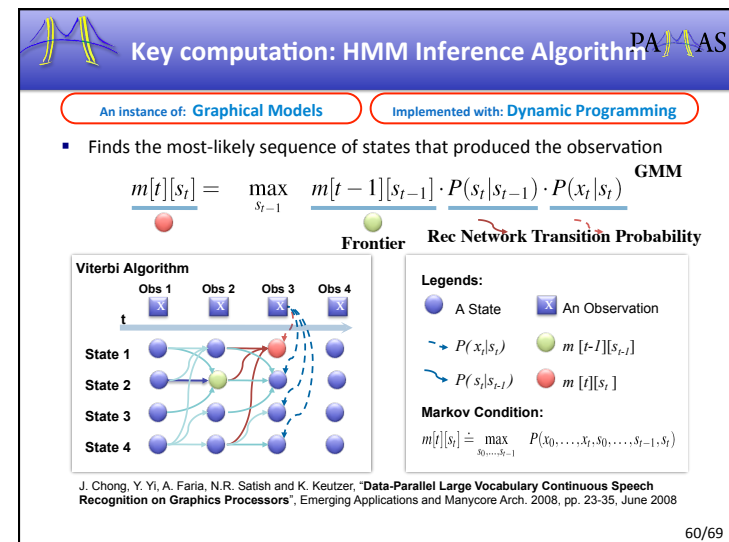 Key computation: HMM Inference Algorithm
PA AS
An instance of: Graphical Models
Implemented with: Dynamic Programming
▪ Finds the most-likely sequence of states that produced the observation
m[t][s_t] = max_{s_{t-1}} m[t−1][s_{t−1}] · P(s_t|s_{t−1}) · P(x_t|s_t)
GMM
Frontier
Rec Network Transition Probability
Viterbi Algorithm
Obs 1 Obs 2 Obs 3 Obs 4
x x x x
t
State 1
State 2
State 3
State 4
Legends:
A State
x An Observation
P(x_t|s_t)
m [t-1][s_{t-1}]
P(s_t|s_{t-1})
m [t][s_t]
Markov Condition:
m[t][s_t] ≐ max_{s_0,...,s_{t−1}} P(x_0,...,x_t,s_0,...,s_{t−1},s_t)
J. Chong, Y. Yi, A. Faria, N.R. Satish and K. Keutzer, “Data-Parallel Large Vocabulary Continuous Speech
Recognition on Graphics Processors”, Emerging Applications and Manycore Arch. 2008, pp. 23-35, June 2008
60/69